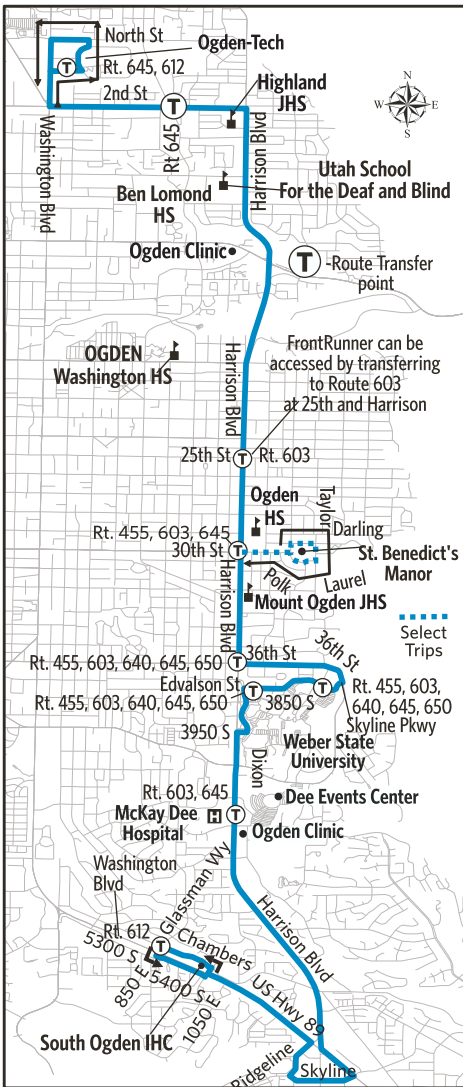 North St
Ogden-Tech
T
Rt. 645, 612
2nd St
T
Rt 645
Highland
JHS
N
W
E
S
Washington Blvd
Harrison Blvd
Utah School
For the Deaf and Blind
Ben Lomond
HS
Ogden Clinic
T
-Route Transfer
point
OGDEN
Washington HS
Harrison Blvd
FrontRunner can be
accessed by transferring
to Route 603
at 25th and Harrison
25th St
T
Rt. 603
Ogden
HS
Taylor
Darling
Rt. 455, 603, 645
30th St
T
St. Benedict's
Manor
Polk
Laurel
Harrison Blvd
Mount Ogden JHS
Select
Trips
36th St
36th St
Rt. 455, 603, 640, 645, 650
T
Edvalson St
Rt. 455, 603, 640, 645, 650
T
3850 S
T
Rt. 455, 603,
640, 645, 650
Skyline Pkwy
3950 S
Weber State
University
Dixon
Rt. 603, 645
Dee Events Center
McKay Dee
Hospital
H
T
Ogden Clinic
Washington
Blvd
Glassman Wy
Rt. 612
T
Chambers
Harrison Blvd
5300 S
850 E
5400 S
1050 E
US Hwy 89
South Ogden IHC
Ridgeline
Skyline